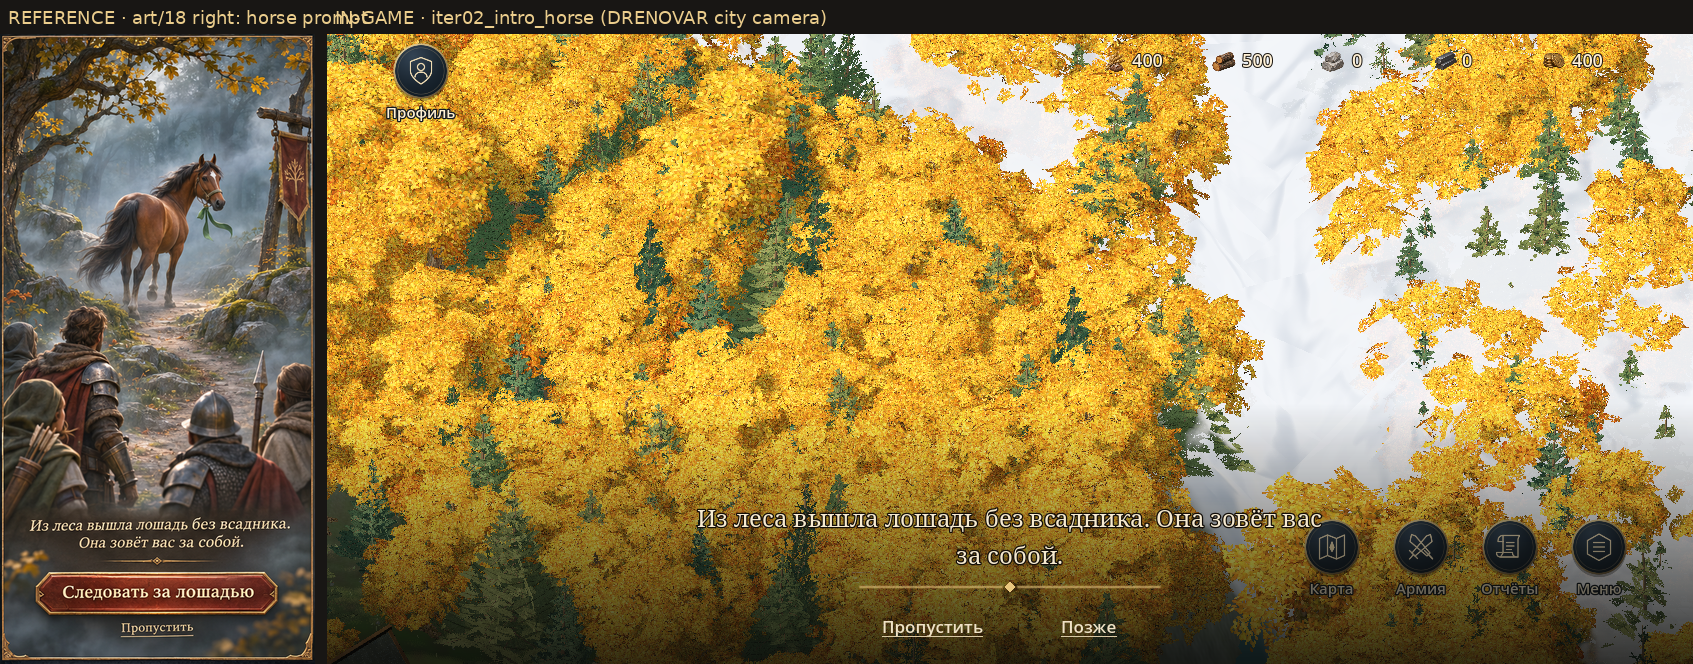 REFERENCE · art/18 right: horse prompt
IN-GAME · iter02_intro_horse (DRENOVAR city camera)
Из леса вышла лошадь без всадника.
Она зовёт вас за собой.
Следовать за лошадью
Пропустить
Профиль
400
500
0
0
400
Из леса вышла лошадь без всадника. Она зовёт вас
за собой.
Пропустить
Позже
Карта
Армия
Отчёты
Меню